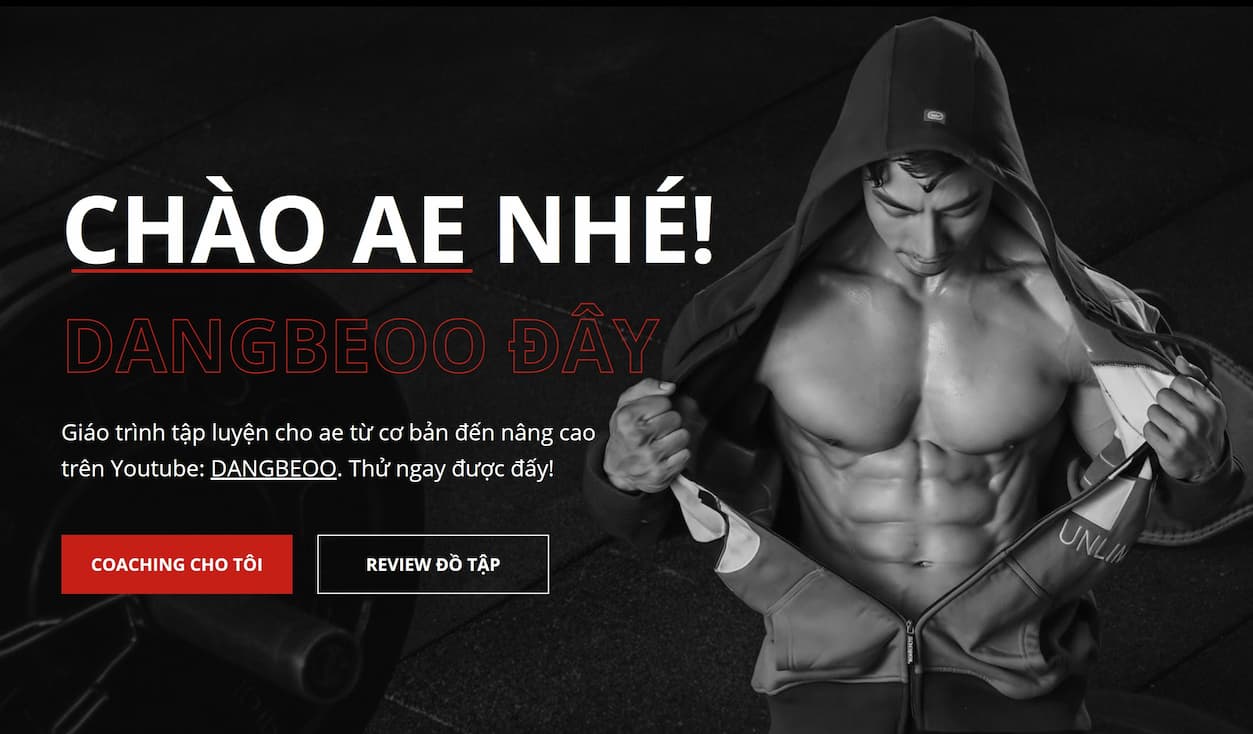 CHÀO AE NHÉ!
DANGBEOO ĐÂY
Giáo trình tập luyện cho ae từ cơ bản đến nâng cao
trên Youtube: DANGBEOO. Thử ngay được đấy!
COACHING CHO TÔI
REVIEW ĐỒ TẬP
UNLIM